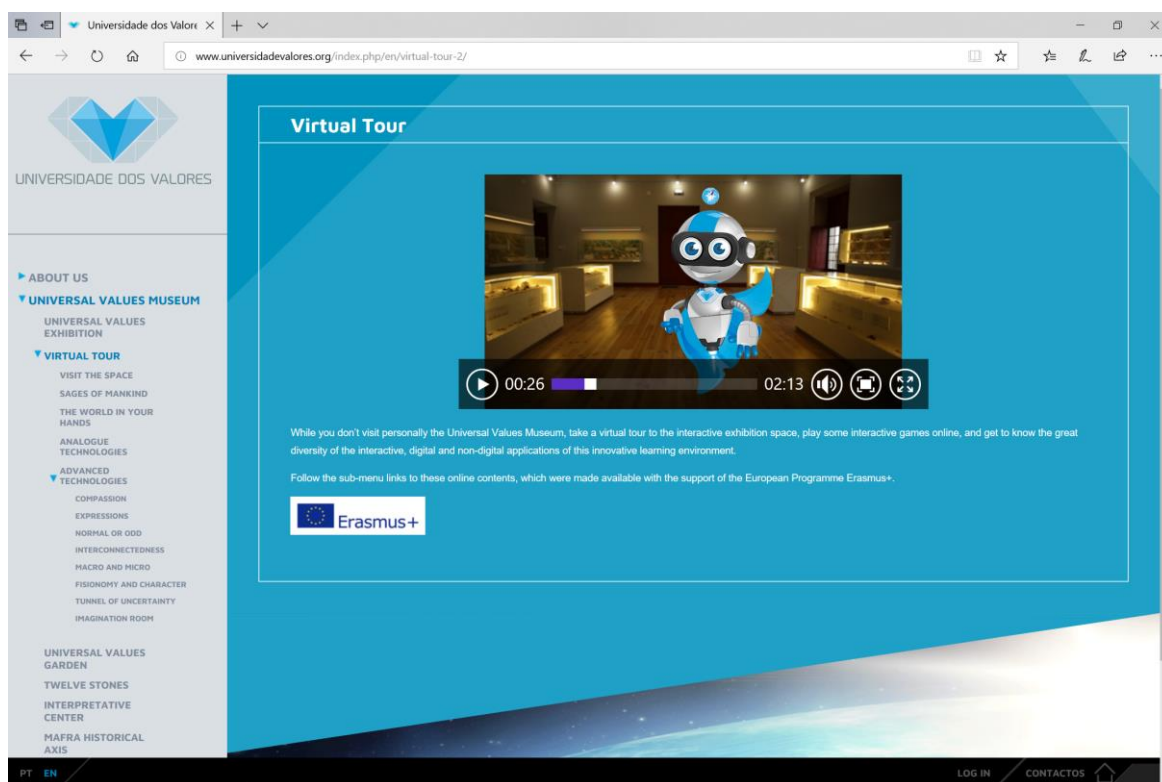 Universidade dos Valore
www.universidadevalores.org/index.php/en/virtual-tour-2/
UNIVERSIDADE DOS VALORES
ABOUT US
UNIVERSAL VALUES MUSEUM
UNIVERSAL VALUES
EXHIBITION
VIRTUAL TOUR
VISIT THE SPACE
SAGES OF MANKIND
THE WORLD IN YOUR
HANDS
ANALOGUE
TECHNOLOGIES
ADVANCED
TECHNOLOGIES
COMPASSION
EXPRESSIONS
NORMAL OR ODD
INTERCONNECTEDNESS
MACRO AND MICRO
FISIONOMY AND CHARACTER
TUNNEL OF UNCERTAINTY
IMAGINATION ROOM
UNIVERSAL VALUES
GARDEN
TWELVE STONES
INTERPRETATIVE
CENTER
MAFRA HISTORICAL
AXIS
Virtual Tour
00:26 02:13
While you don't visit personally the Universal Values Museum, take a virtual tour to the interactive exhibition space, play some interactive games online, and get to know the great
diversity of the interactive, digital and non-digital applications of this innovative learning environment.
Follow the sub-menu links to these online contents, which were made available with the support of the European Programme Erasmus+.
Erasmus+
PT EN LOG IN CONTACTOS